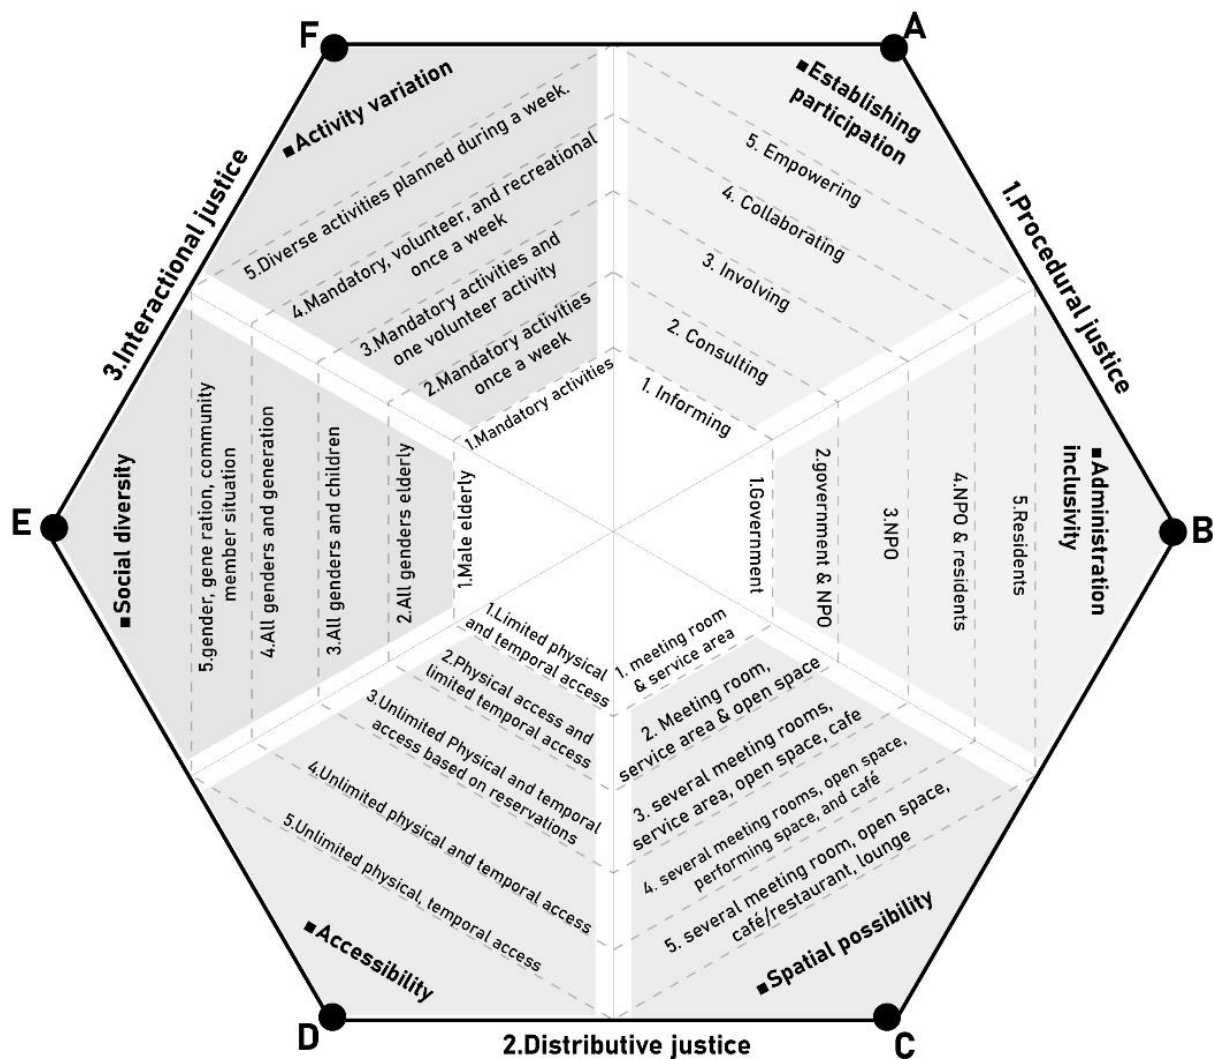 F
A
■Activity variation
5.Diverse activities planned during a week.
4.Mandatory, volunteer, and recreational
once a week
3.Mandatory activities and
one volunteer activity
2.Mandatory activities
once a week
1.Mandatory activities
■Establishing
participation
5. Empowering
4. Collaborating
3. Involving
2. Consulting
1. Informing
1.Procedural justice
3.Interactional justice
E
■Social diversity
5.gender, gene ration, community
member situation
4.All genders and generation
3.All genders and children
2.All genders elderly
1.Male elderly
1.Government
2.government & NPO
3.NPO
4.NPO & residents
5.Residents
■Administration
inclusivity
B
1.Limited physical
and temporal access
2.Physical access and
limited temporal access
3.Unlimited Physical and temporal
access based on reservations
4.Unlimited physical and temporal access
5.Unlimited physical, temporal access
■Accessibility
1. meeting room
& service area
2. Meeting room,
service area & open space
3. several meeting rooms,
service area, open space, cafe
4. several meeting rooms, open space,
performing space, and café
5. several meeting room, open space,
café/restaurant, lounge
■Spatial possibility
D
2.Distributive justice
C